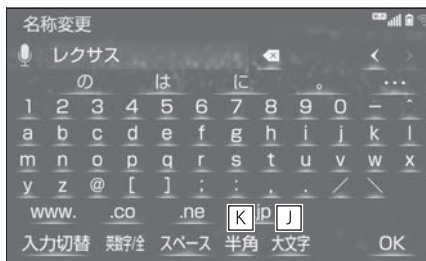 名称変更
レクサス
の は に 。 …
1 2 3 4 5 6 7 8 9 0 - ^
a b c d e f g h i j k l
m n o p q r s t u v w x
y z @ [ ] ; : , . / \
www. .co .ne .jp
K J
入力切替 英数字/全 スペース 半角 大文字 OK